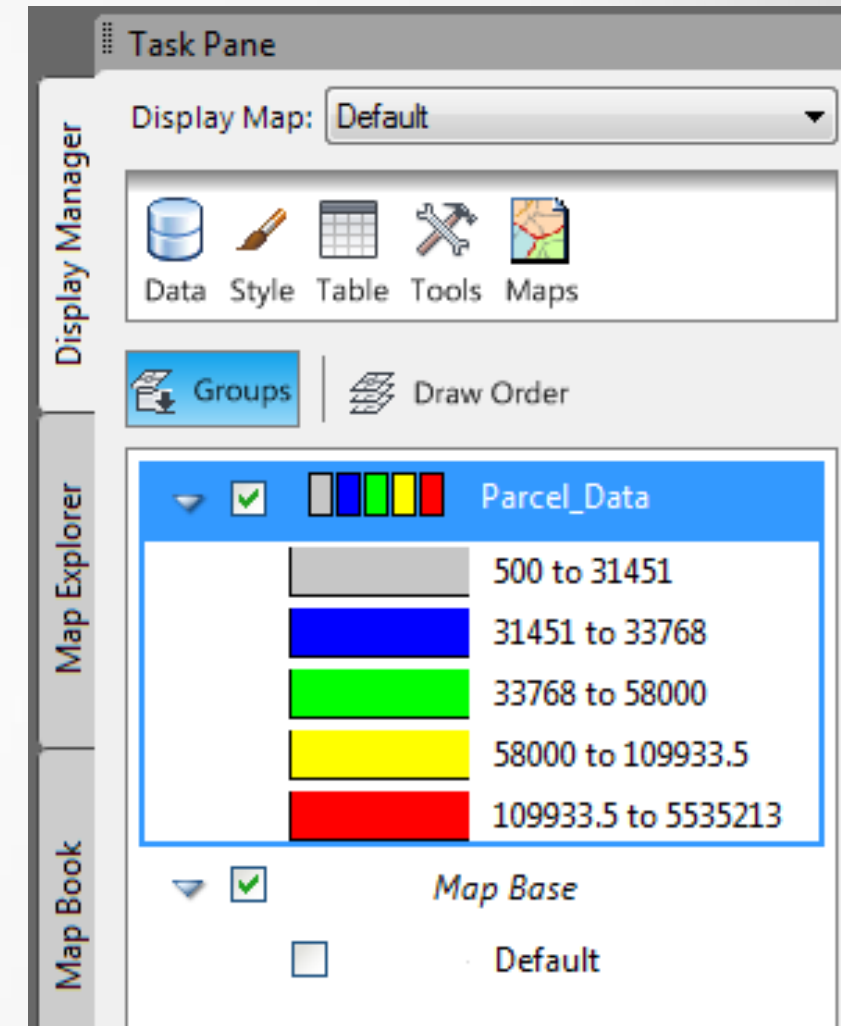 Task Pane
Display Manager
Map Explorer
Map Book
Display Map: Default
Data Style Table Tools Maps
Groups Draw Order
Parcel_Data
500 to 31451
31451 to 33768
33768 to 58000
58000 to 109933.5
109933.5 to 5535213
Map Base
Default